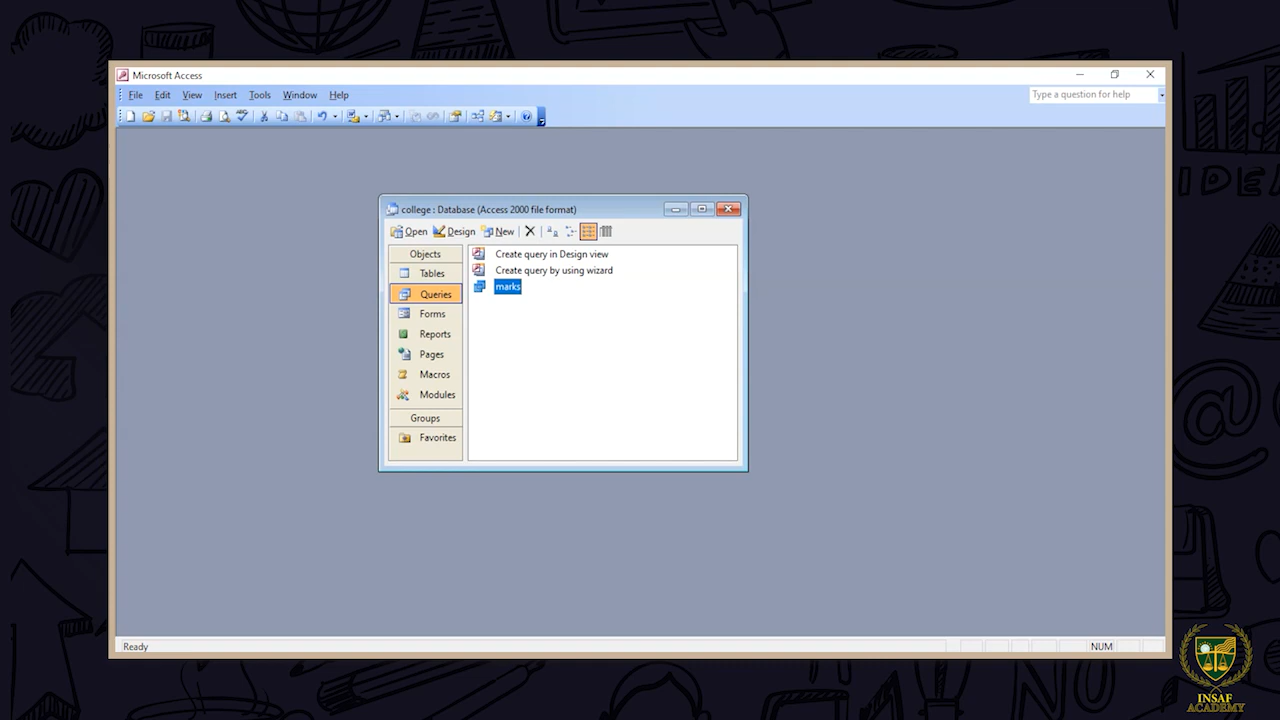 Microsoft Access
File Edit View Insert Tools Window Help
Type a question for help
college : Database (Access 2000 file format)
Open Design New
Objects
Tables
Queries
Forms
Reports
Pages
Macros
Modules
Groups
Favorites
Create query in Design view
Create query by using wizard
marks
Ready
NUM
IDE
NO
INSAF
ACADEMY